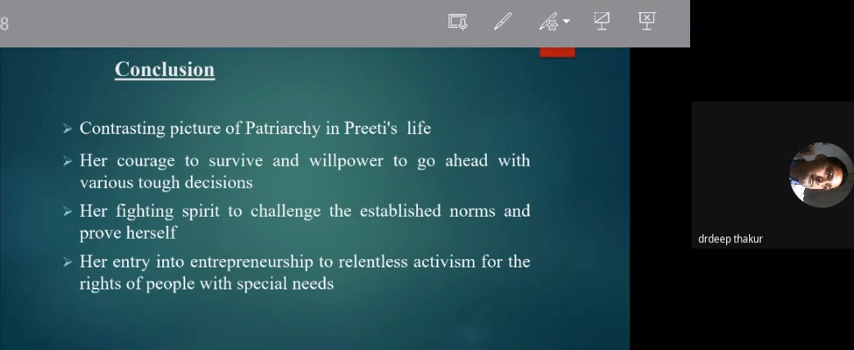 8
Conclusion
Contrasting picture of Patriarchy in Preeti's life
Her courage to survive and willpower to go ahead with
various tough decisions
Her fighting spirit to challenge the established norms and
prove herself
Her entry into entrepreneurship to relentless activism for the
rights of people with special needs
drdeep thakur